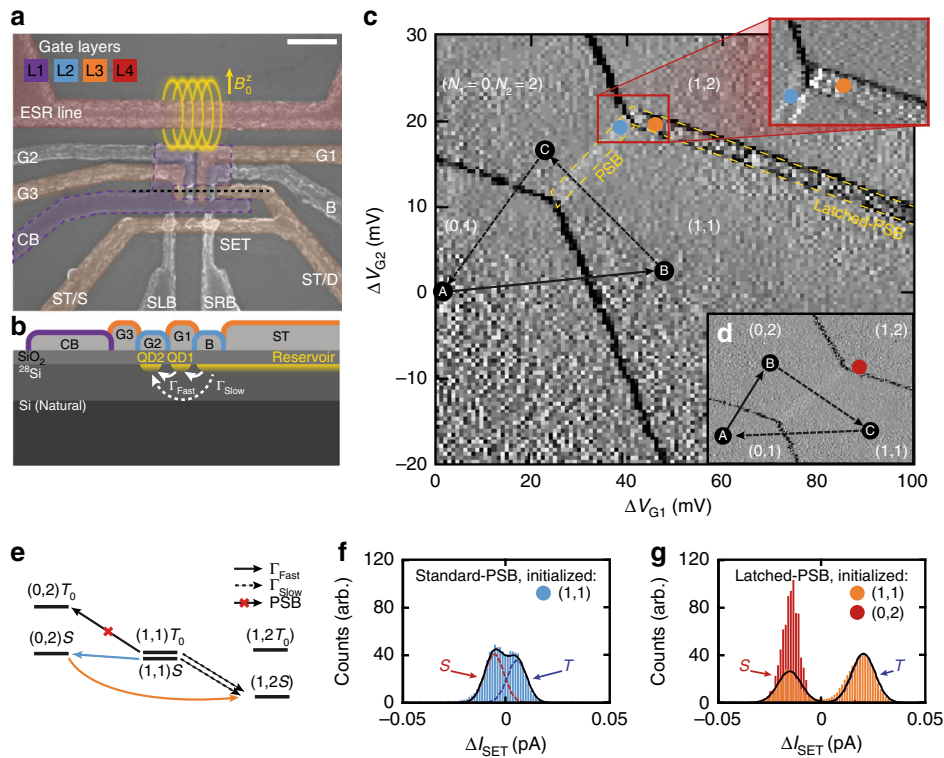 a
Gate layers
L1 L2 L3 L4
B₀ᶻ
ESR line
G2
G1
G3
B
CB
SET
ST/S
SLB
SRB
ST/D
b
CB
G3
G2
G1
B
ST
SiO₂
QD2
QD1
Reservoir
²⁸Si
Γ_Fast
Γ_Slow
Si (Natural)
c
30
20
10
0
−10
−20
ΔV_G2 (mV)
0
20
40
60
80
100
ΔV_G1 (mV)
(N₁ = 0, N₂ = 2)
(1,2)
C
PSB
Latched-PSB
(0,1)
(1,1)
B
A
d
(0,2)
(1,2)
B
A
C
(0,1)
(1,1)
e
Γ_Fast
Γ_Slow
PSB
(0,2)T₀
(0,2)S
(1,1)T₀
(1,1)S
(1,2T₀)
(1,2S)
f
Counts (arb.)
120
80
40
0
Standard-PSB, initialized:
(1,1)
S
T
−0.05
0
0.05
ΔI_SET (pA)
g
Counts (arb.)
120
80
40
0
Latched-PSB, initialized:
(1,1)
(0,2)
S
T
−0.05
0
0.05
ΔI_SET (pA)